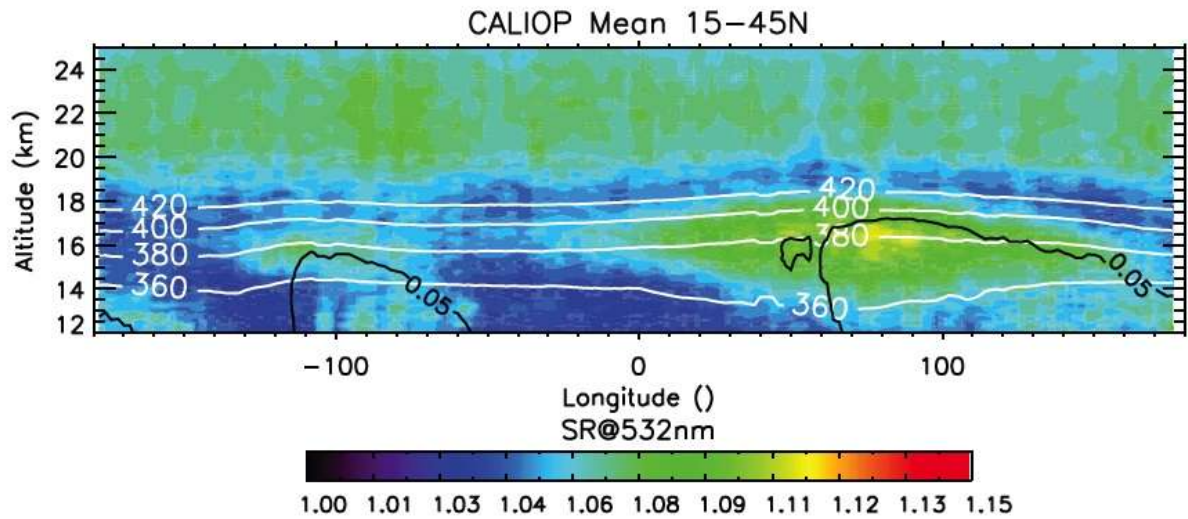 CALIOP Mean 15-45N
24
22
20
18
16
14
12
Altitude (km)
420 420
400 400
380 380
360 360
0.05 0.05
-100 0 100
Longitude ()
SR@532nm
1.00 1.01 1.03 1.04 1.06 1.08 1.09 1.11 1.12 1.13 1.15